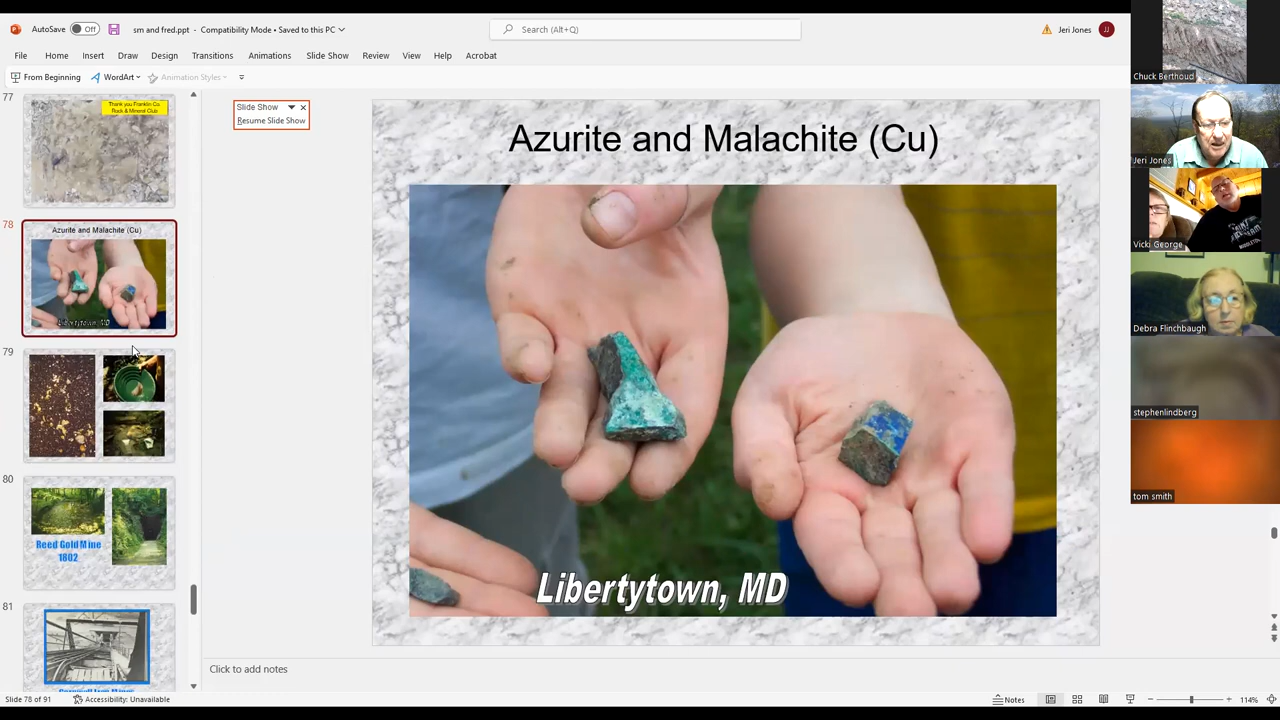 AutoSave Off sm and fred.ppt - Compatibility Mode • Saved to this PC Search (Alt+Q) Jeri Jones JJ
File Home Insert Draw Design Transitions Animations Slide Show Review View Help Acrobat
From Beginning WordArt Animation Styles
77
Thank you Franklin Co.
Rock & Mineral Club
78
Azurite and Malachite (Cu)
Libertytown, MD
79
80
Reed Gold Mine
1802
81
Slide Show
Resume Slide Show
Azurite and Malachite (Cu)
Libertytown, MD
Click to add notes
Slide 78 of 91 Accessibility: Unavailable Notes 114%
Chuck Berthoud
Jeri Jones
Vicki George
Debra Flinchbaugh
stephenlindberg
tom smith